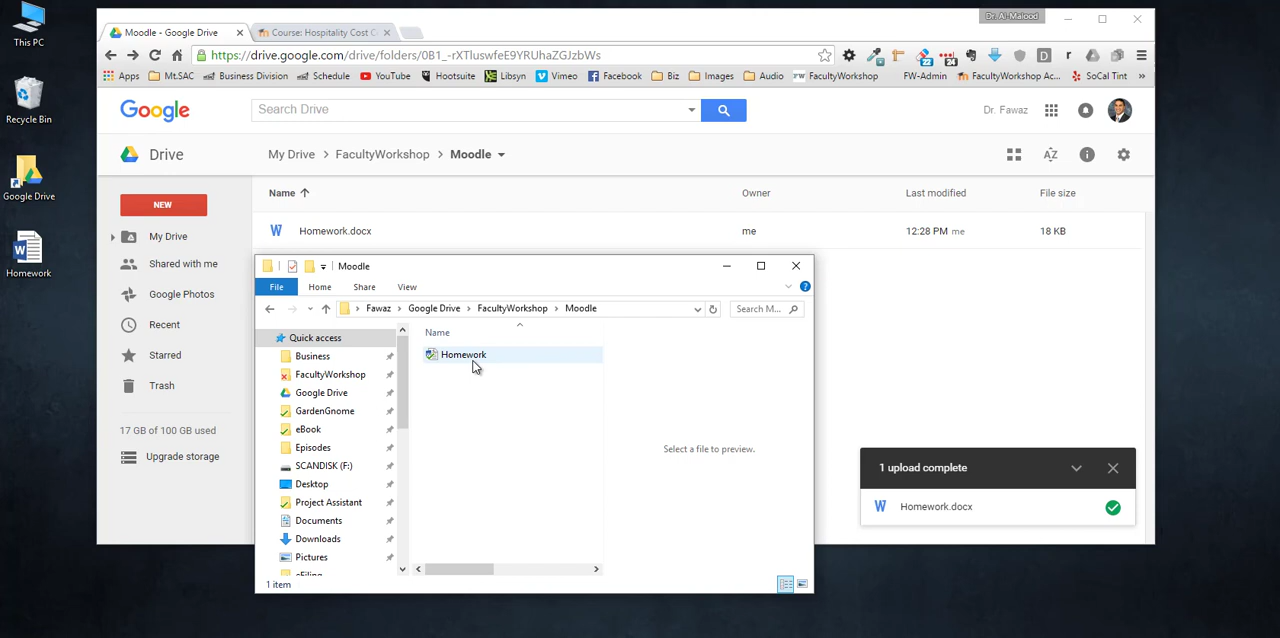 This PC
Recycle Bin
Google Drive
Homework
Dr. Al-Malood
Moodle - Google Drive
Course: Hospitality Cost C
https://drive.google.com/drive/folders/0B1_-rXTluswfeE9YRUhaZGJzbWs
22
24
D
r
Apps
Mt.SAC
Business Division
Schedule
YouTube
Hootsuite
Libsyn
Vimeo
Facebook
Biz
Images
Audio
FW FacultyWorkshop
FW-Admin
FacultyWorkshop Ac...
SoCal Tint
»
Google
Search Drive
Dr. Fawaz
Drive
My Drive
FacultyWorkshop
Moodle
AZ
NEW
My Drive
Shared with me
Google Photos
Recent
Starred
Trash
17 GB of 100 GB used
Upgrade storage
Name
Owner
Last modified
File size
W Homework.docx
me
12:28 PM me
18 KB
Moodle
File
Home
Share
View
Fawaz
Google Drive
FacultyWorkshop
Moodle
Search M...
Quick access
Business
FacultyWorkshop
Google Drive
GardenGnome
eBook
Episodes
SCANDISK (F:)
Desktop
Project Assistant
Documents
Downloads
Pictures
eFiling
Name
Homework
Select a file to preview.
1 item
1 upload complete
W Homework.docx